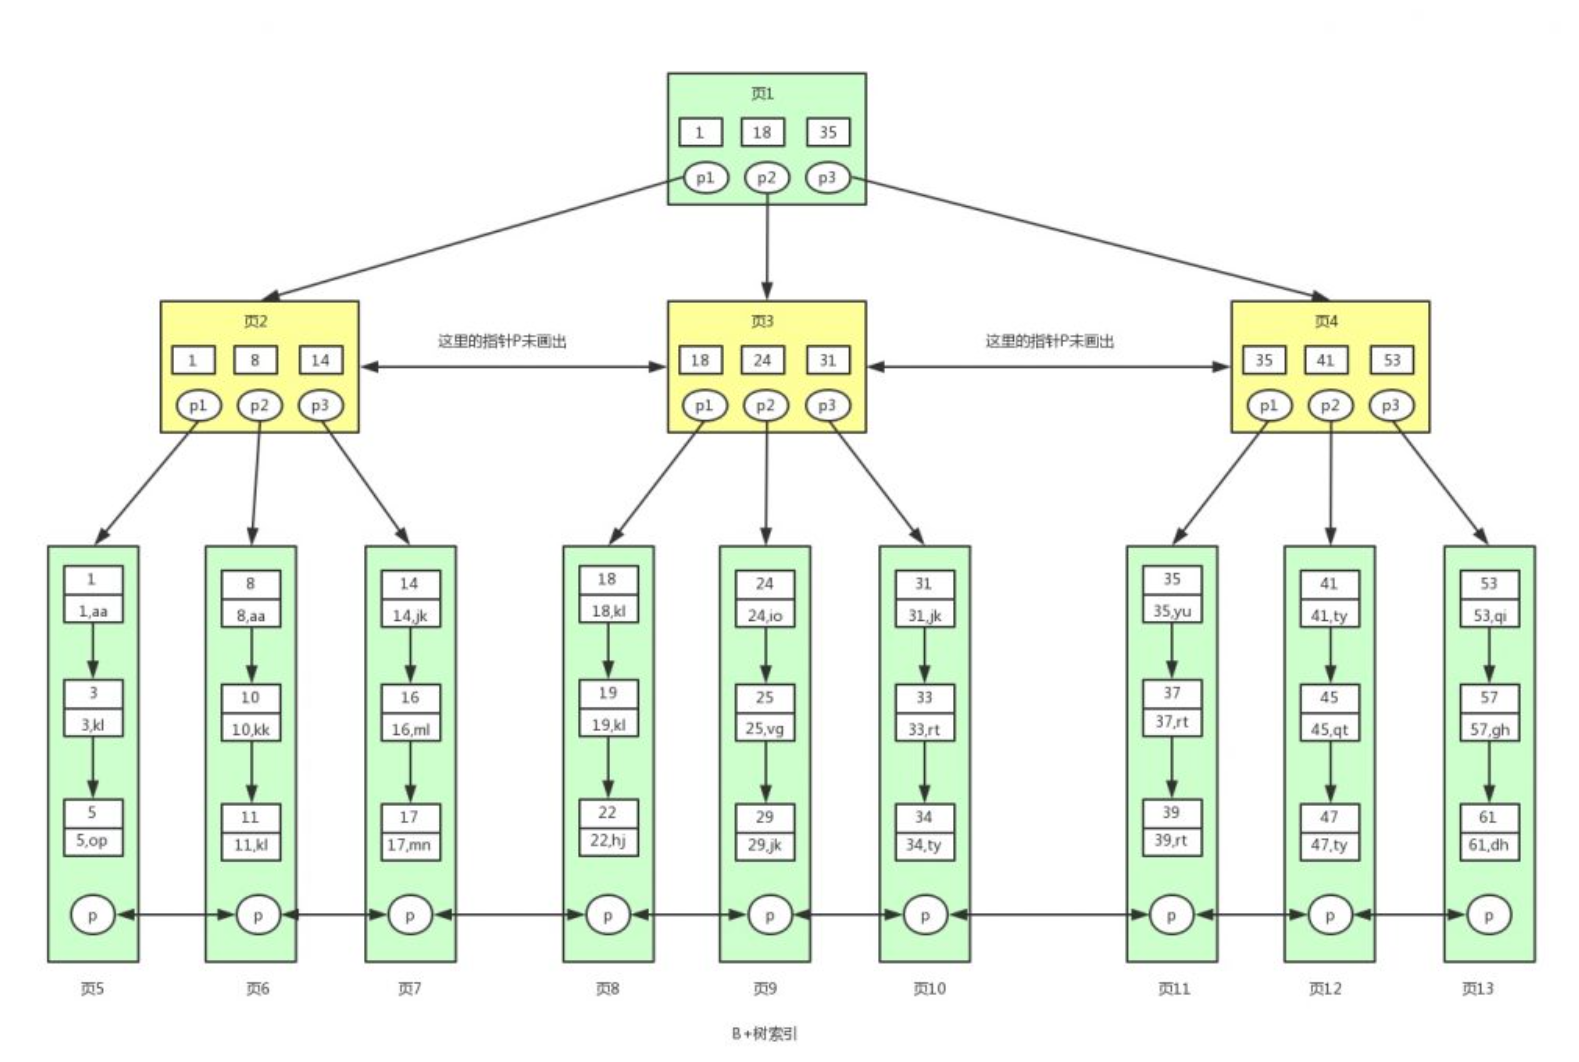 页1
1 18 35
p1 p2 p3
页2
1 8 14
p1 p2 p3
这里的指针P未画出
页3
18 24 31
p1 p2 p3
这里的指针P未画出
页4
35 41 53
p1 p2 p3
1
1,aa
3
3,kl
5
5,op
p
页5
8
8,aa
10
10,kk
11
11,kl
p
页6
14
14,jk
16
16,ml
17
17,mn
p
页7
18
18,kl
19
19,kl
22
22,hj
p
页8
24
24,io
25
25,vg
29
29,jk
p
页9
31
31,jk
33
33,rt
34
34,ty
p
页10
35
35,yu
37
37,rt
39
39,rt
p
页11
41
41,ty
45
45,qt
47
47,ty
p
页12
53
53,qi
57
57,gh
61
61,dh
p
页13
B+树索引